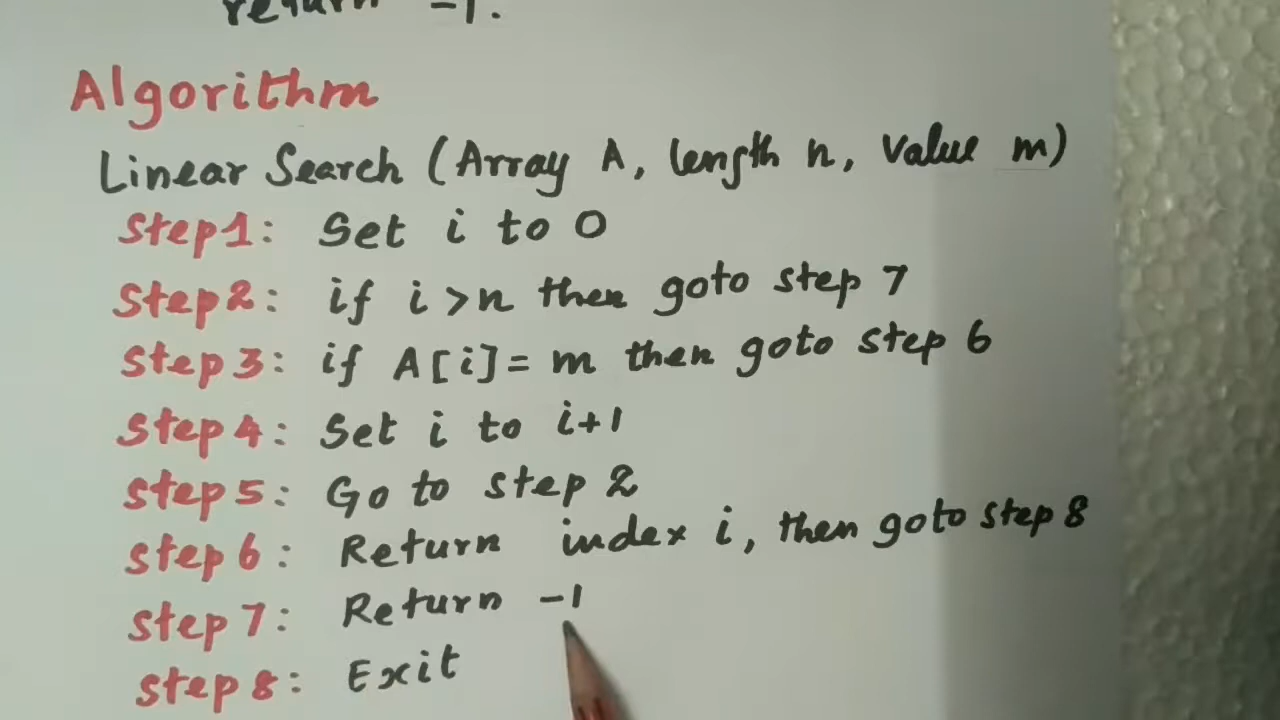 return -1.
Algorithm
Linear Search (Array A, length n, Value m)
Step1: Set i to 0
Step2: if i >n then goto step 7
Step3: if A[i]= m then goto step 6
Step4: Set i to i+1
Step5: Go to step 2
Step6: Return index i, then goto step 8
Step7: Return -1
Step8: Exit